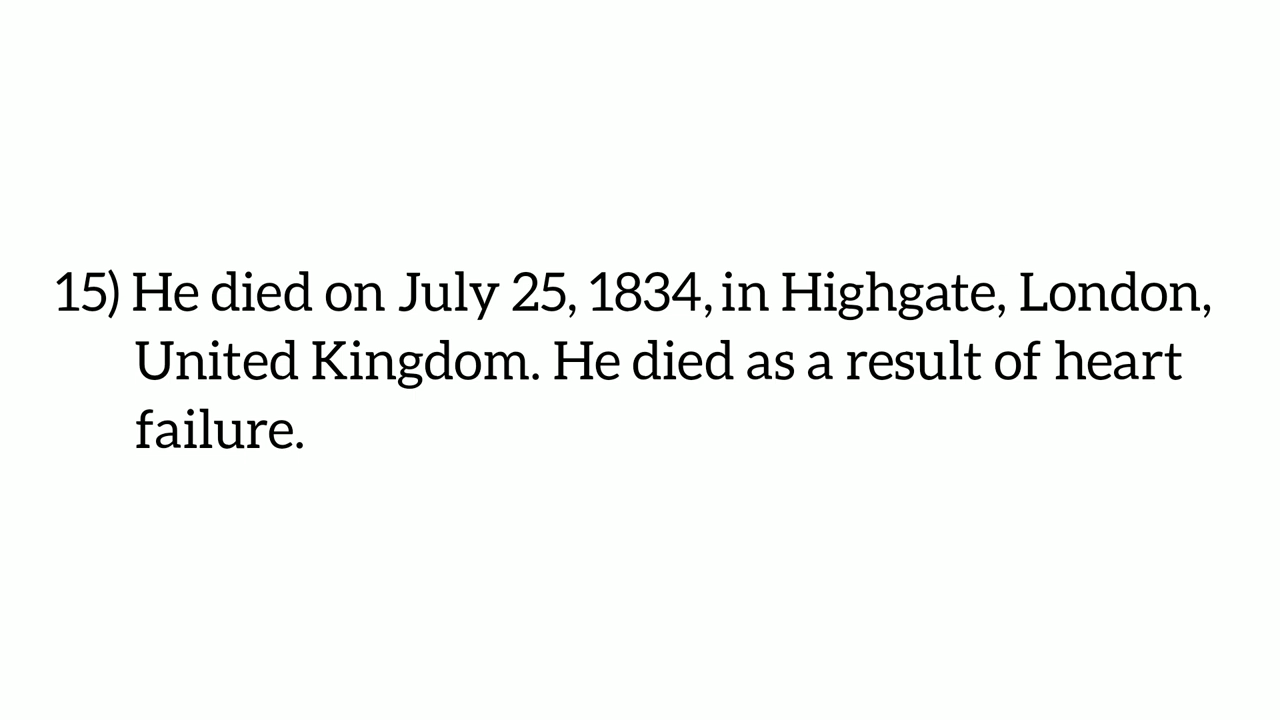 15) He died on July 25, 1834, in Highgate, London,
United Kingdom. He died as a result of heart
failure.